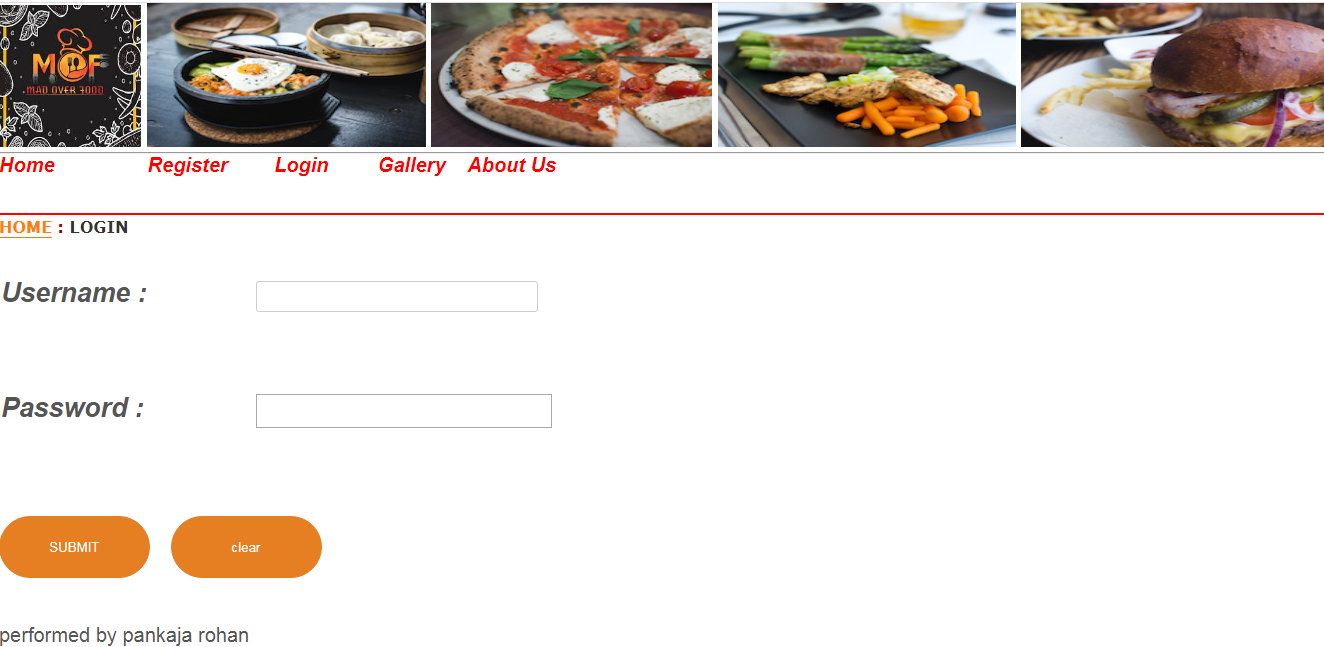 MOF
MAD OVER FOOD
Home Register Login Gallery About Us
HOME : LOGIN
Username :
Password :
SUBMIT clear
performed by pankaja rohan